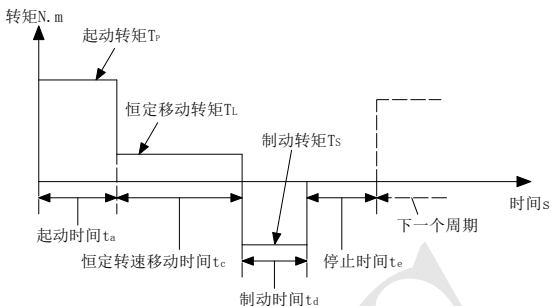 转矩N.m
起动转矩TP
恒定移动转矩TL
制动转矩TS
时间s
下一个周期
起动时间ta
恒定转速移动时间tc
停止时间te
制动时间td